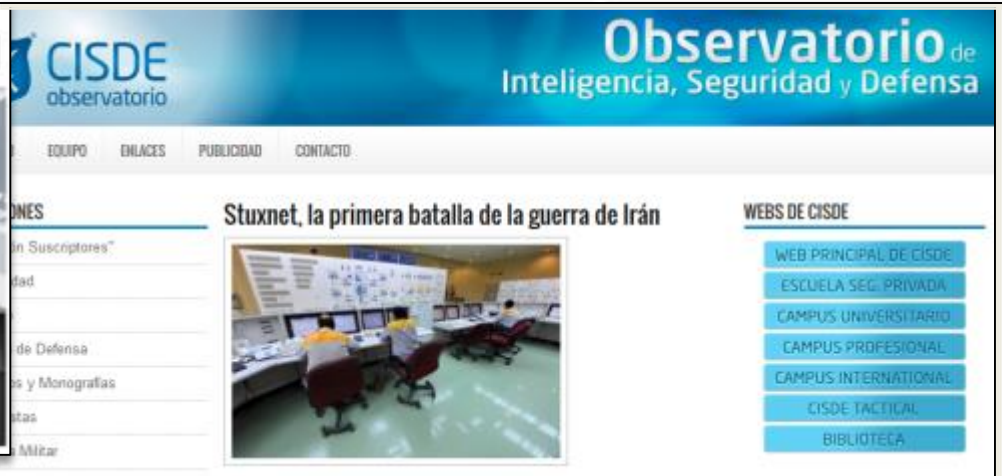 CISDE
observatorio
Observatorio de
Inteligencia, Seguridad y Defensa
EQUIPO ENLACES PUBLICIDAD CONTACTO
Suscriptores"
de Defensa
y Monografías
Militar
Stuxnet, la primera batalla de la guerra de Irán
WEBS DE CISDE
WEB PRINCIPAL DE CISDE
ESCUELA SEG. PRIVADA
CAMPUS UNIVERSITARIO
CAMPUS PROFESIONAL
CAMPUS INTERNATIONAL
CISDE TACTICAL
BIBLIOTECA